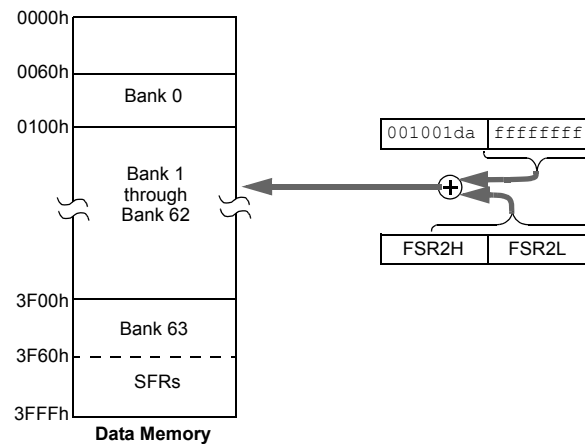 0000h
0060h
Bank 0
0100h
001001da ffffffff
Bank 1
through
Bank 62
FSR2H FSR2L
3F00h
Bank 63
3F60h
SFRs
3FFFh
Data Memory